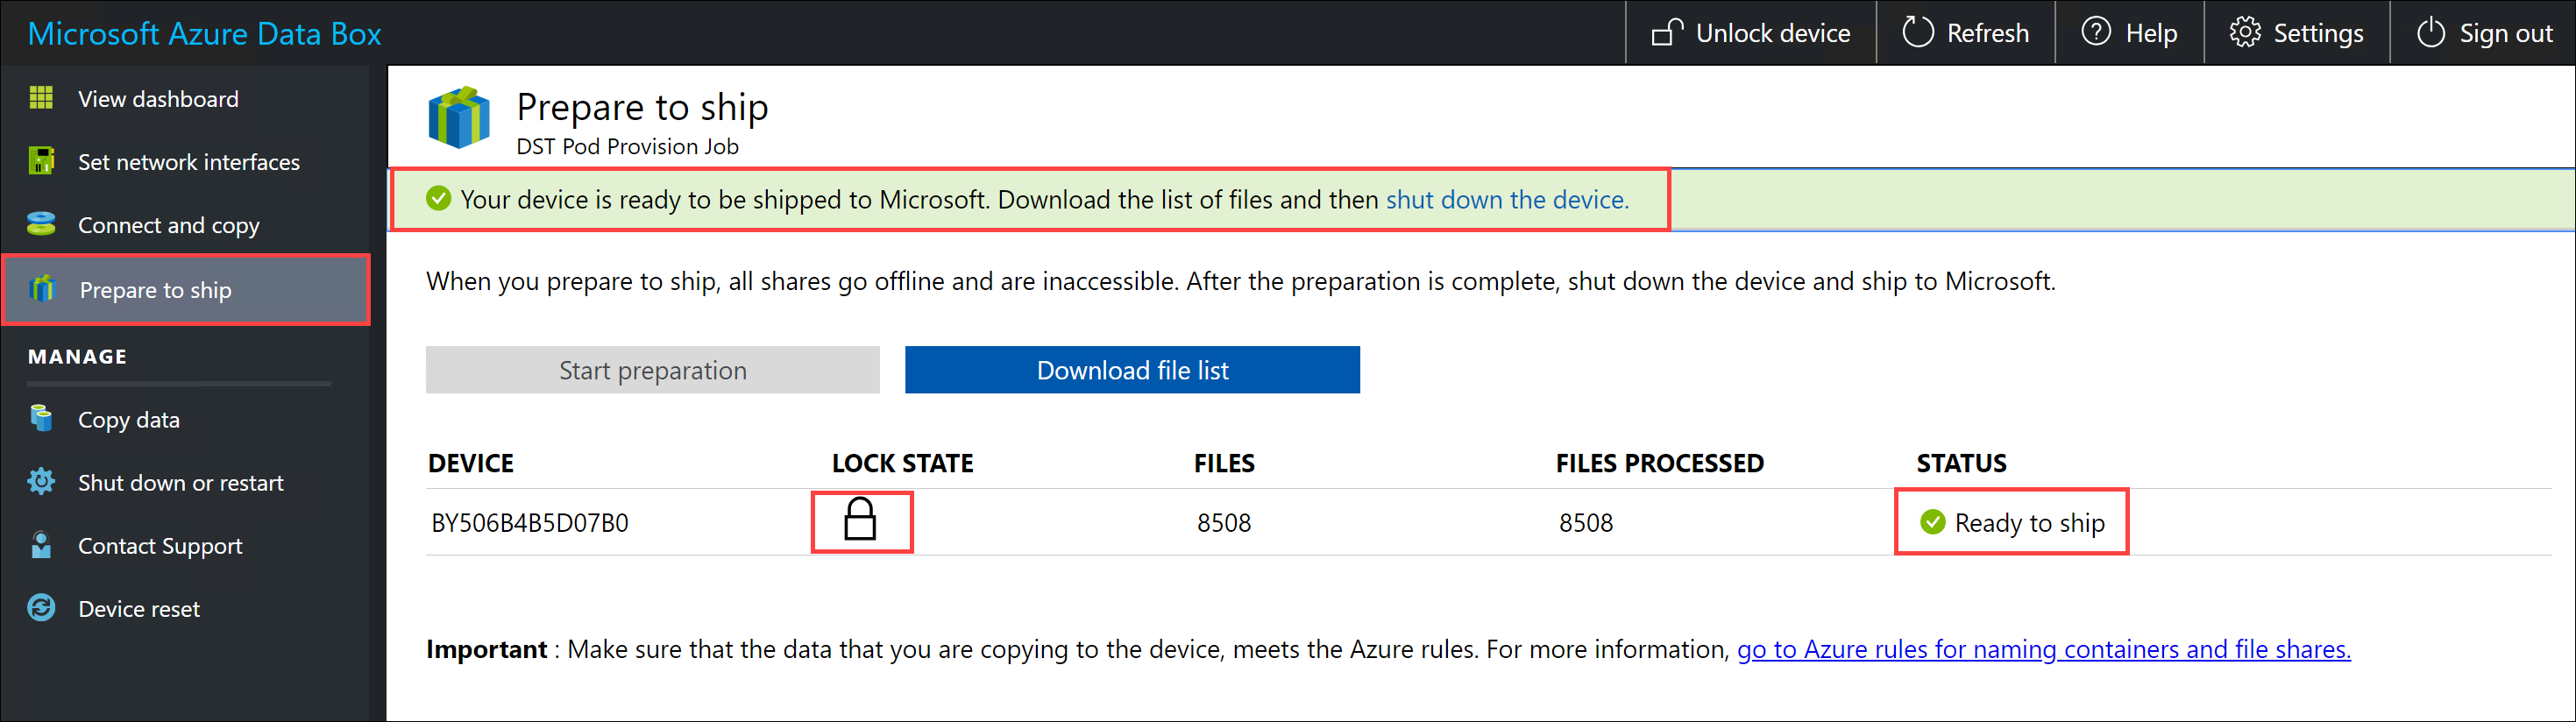 Microsoft Azure Data Box
Unlock device
Refresh
Help
Settings
Sign out
View dashboard
Set network interfaces
Connect and copy
Prepare to ship
MANAGE
Copy data
Shut down or restart
Contact Support
Device reset
Prepare to ship
DST Pod Provision Job
Your device is ready to be shipped to Microsoft. Download the list of files and then shut down the device.
When you prepare to ship, all shares go offline and are inaccessible. After the preparation is complete, shut down the device and ship to Microsoft.
Start preparation
Download file list
DEVICE LOCK STATE FILES FILES PROCESSED STATUS
BY506B4B5D07B0 8508 8508 Ready to ship
Important : Make sure that the data that you are copying to the device, meets the Azure rules. For more information, go to Azure rules for naming containers and file shares.